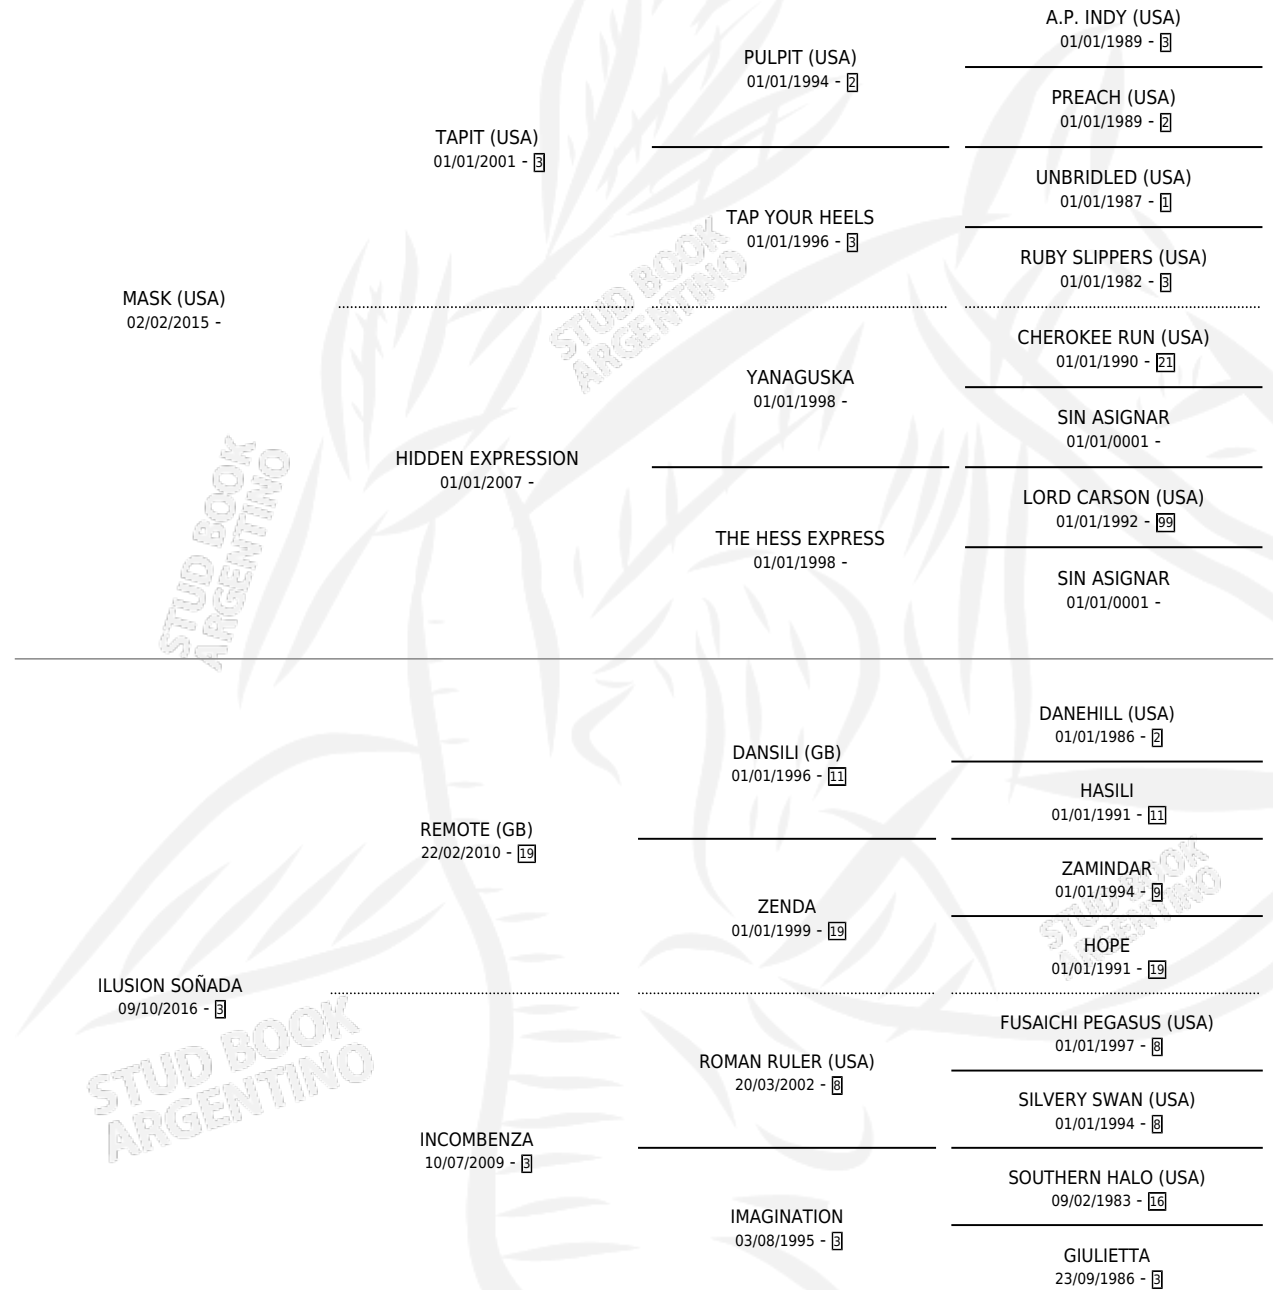 A.P. INDY (USA)
01/01/1989 - 3
PULPIT (USA)
01/01/1994 - 2
PREACH (USA)
01/01/1989 - 2
TAPIT (USA)
01/01/2001 - 3
UNBRIDLED (USA)
01/01/1987 - 1
TAP YOUR HEELS
01/01/1996 - 3
RUBY SLIPPERS (USA)
01/01/1982 - 3
MASK (USA)
02/02/2015 -
CHEROKEE RUN (USA)
01/01/1990 - 21
YANAGUSKA
01/01/1998 -
SIN ASIGNAR
01/01/0001 -
HIDDEN EXPRESSION
01/01/2007 -
LORD CARSON (USA)
01/01/1992 - 99
THE HESS EXPRESS
01/01/1998 -
SIN ASIGNAR
01/01/0001 -
DANEHILL (USA)
01/01/1986 - 2
DANSILI (GB)
01/01/1996 - 11
HASILI
01/01/1991 - 11
REMOTE (GB)
22/02/2010 - 19
ZAMINDAR
01/01/1994 - 9
ZENDA
01/01/1999 - 19
HOPE
01/01/1991 - 19
ILUSION SOÑADA
09/10/2016 - 3
FUSAICHI PEGASUS (USA)
01/01/1997 - 8
ROMAN RULER (USA)
20/03/2002 - 8
SILVERY SWAN (USA)
01/01/1994 - 8
INCOMBENZA
10/07/2009 - 3
SOUTHERN HALO (USA)
09/02/1983 - 16
IMAGINATION
03/08/1995 - 3
GIULIETTA
23/09/1986 - 3
STUD BOOK
ARGENTINO
STUD BOOK
ARGENTINO
STUD BOOK
ARGENTINO
STUD BOOK
ARGENTINO